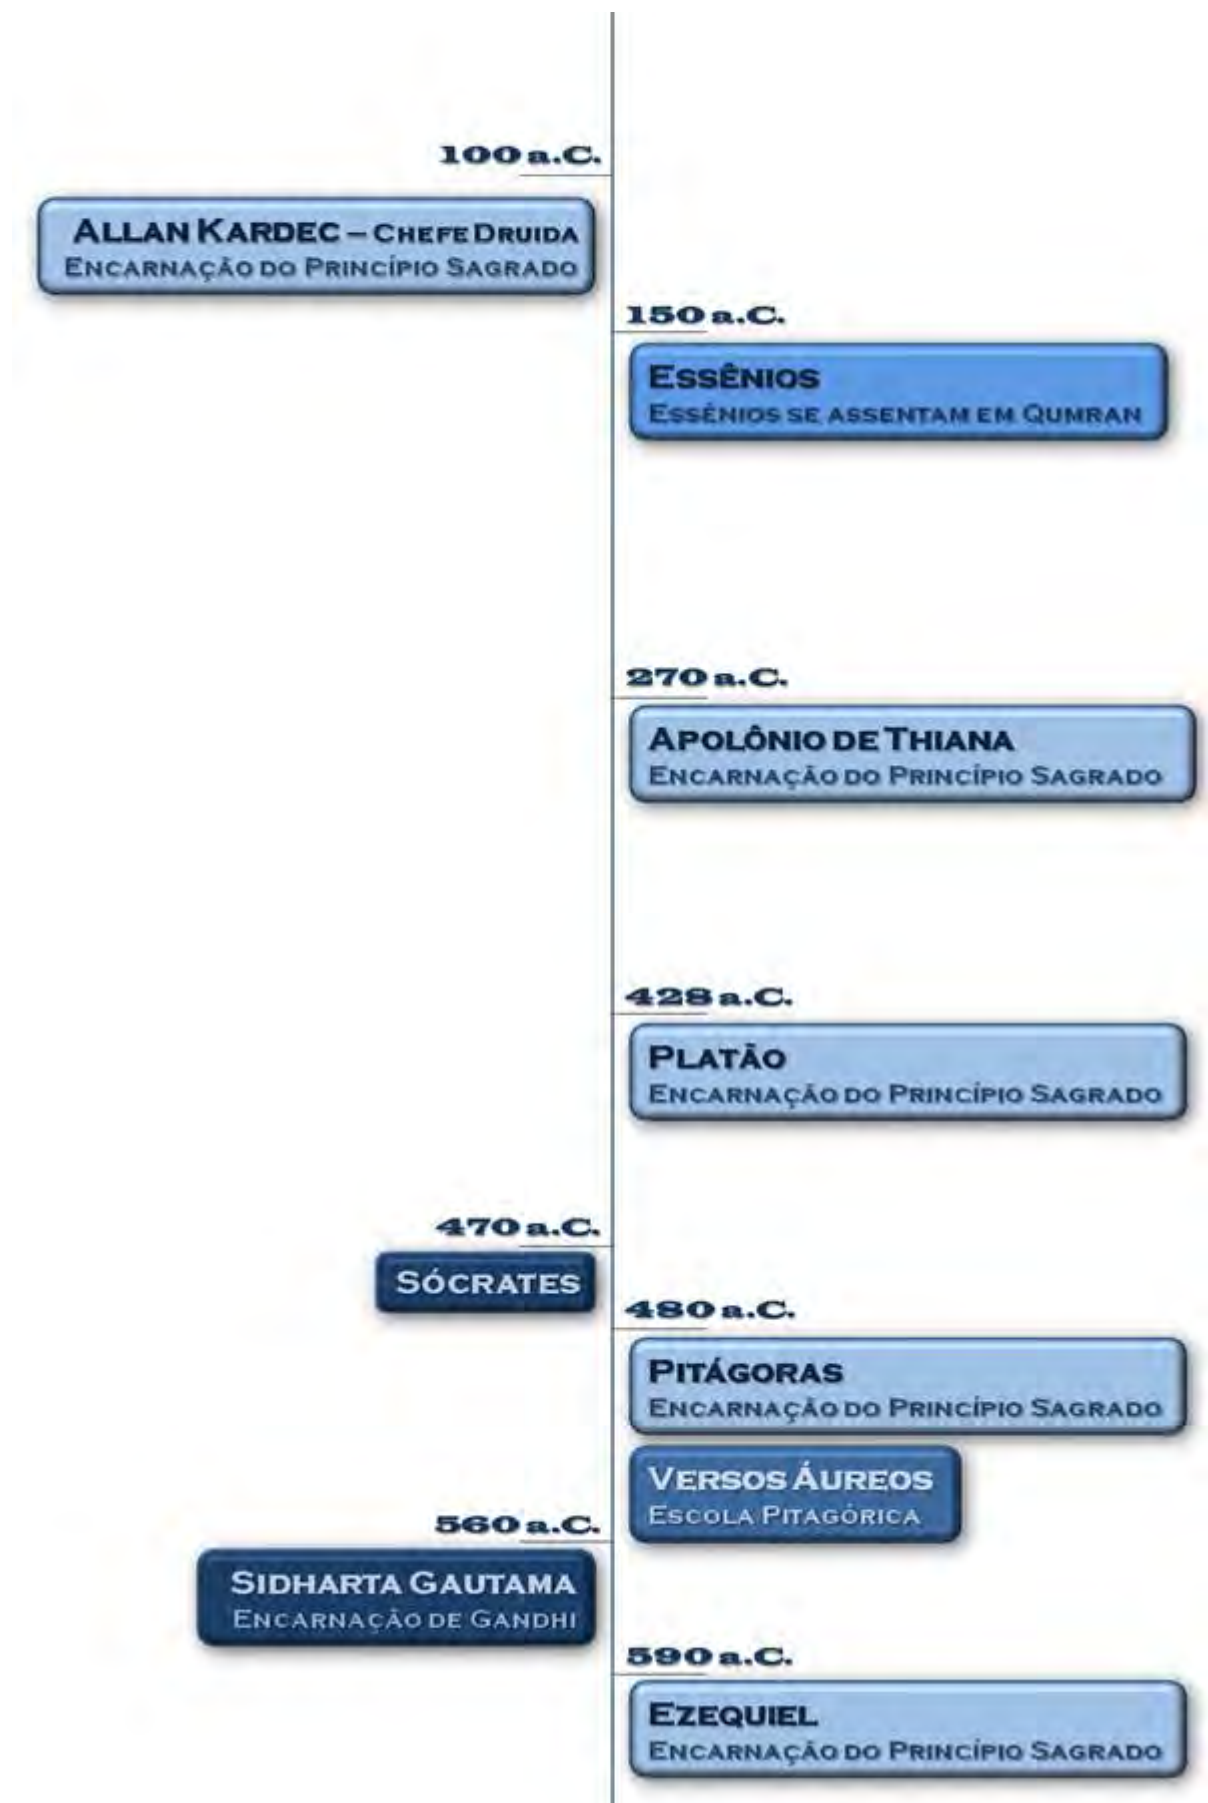 100 a.C.
ALLAN KARDEC – CHEFE DRUIDA
ENCARNAÇÃO DO PRINCÍPIO SAGRADO
150 a.C.
ESSÊNIOS
ESSÊNIOS SE ASSENTAM EM QUMRAN
270 a.C.
APOLÔNIO DE THIANA
ENCARNAÇÃO DO PRINCÍPIO SAGRADO
428 a.C.
PLATÃO
ENCARNAÇÃO DO PRINCÍPIO SAGRADO
470 a.C.
SÓCRATES
480 a.C.
PITÁGORAS
ENCARNAÇÃO DO PRINCÍPIO SAGRADO
VERSOS ÁUREOS
ESCOLA PITAGÓRICA
560 a.C.
SIDHARTA GAUTAMA
ENCARNAÇÃO DE GANDHI
590 a.C.
EZEQUIEL
ENCARNAÇÃO DO PRINCÍPIO SAGRADO